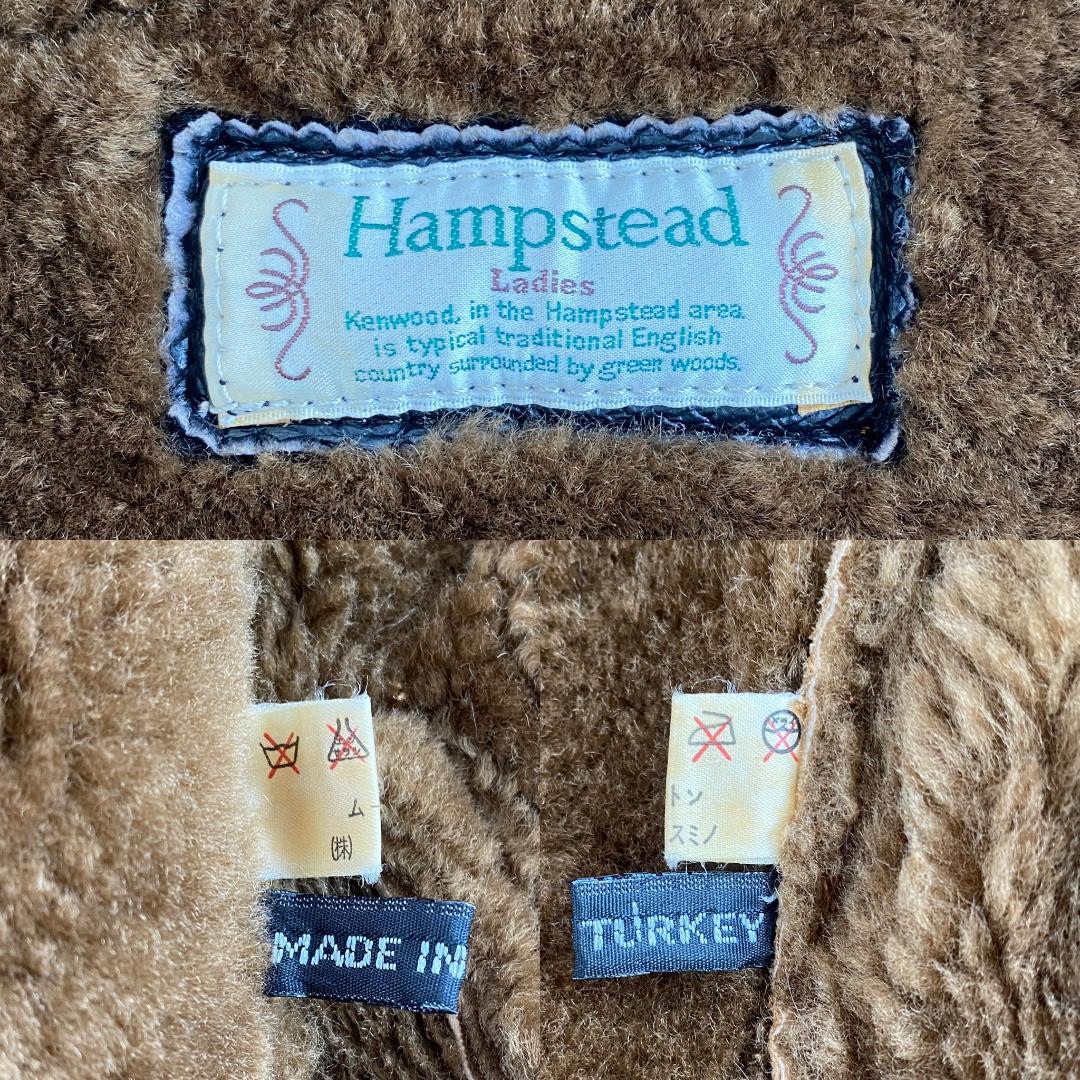 Hampstead
Ladies
Kenwood, in the Hampstead area
is typical traditional English
country surrounded by green woods.
ム
(株)
MADE IN
トン
スミノ
TURKEY